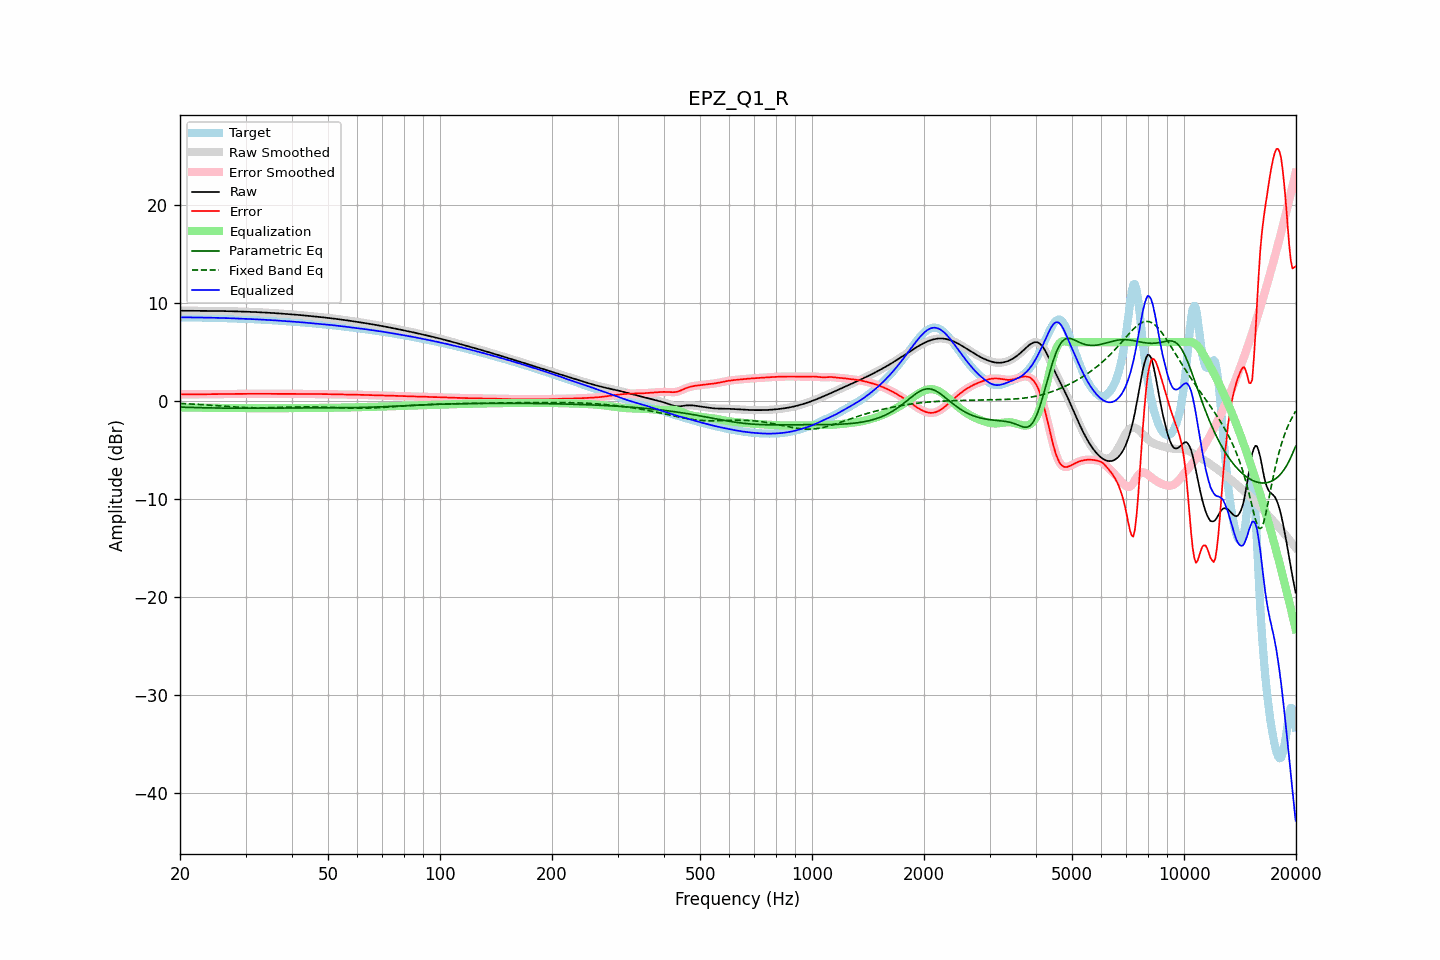 EPZ_Q1_R
Target
Raw Smoothed
Error Smoothed
Raw
Error
Equalization
Parametric Eq
Fixed Band Eq
Equalized
20
10
0
−10
−20
−30
−40
Amplitude (dBr)
20
50
100
200
500
1000
2000
5000
10000
20000
Frequency (Hz)